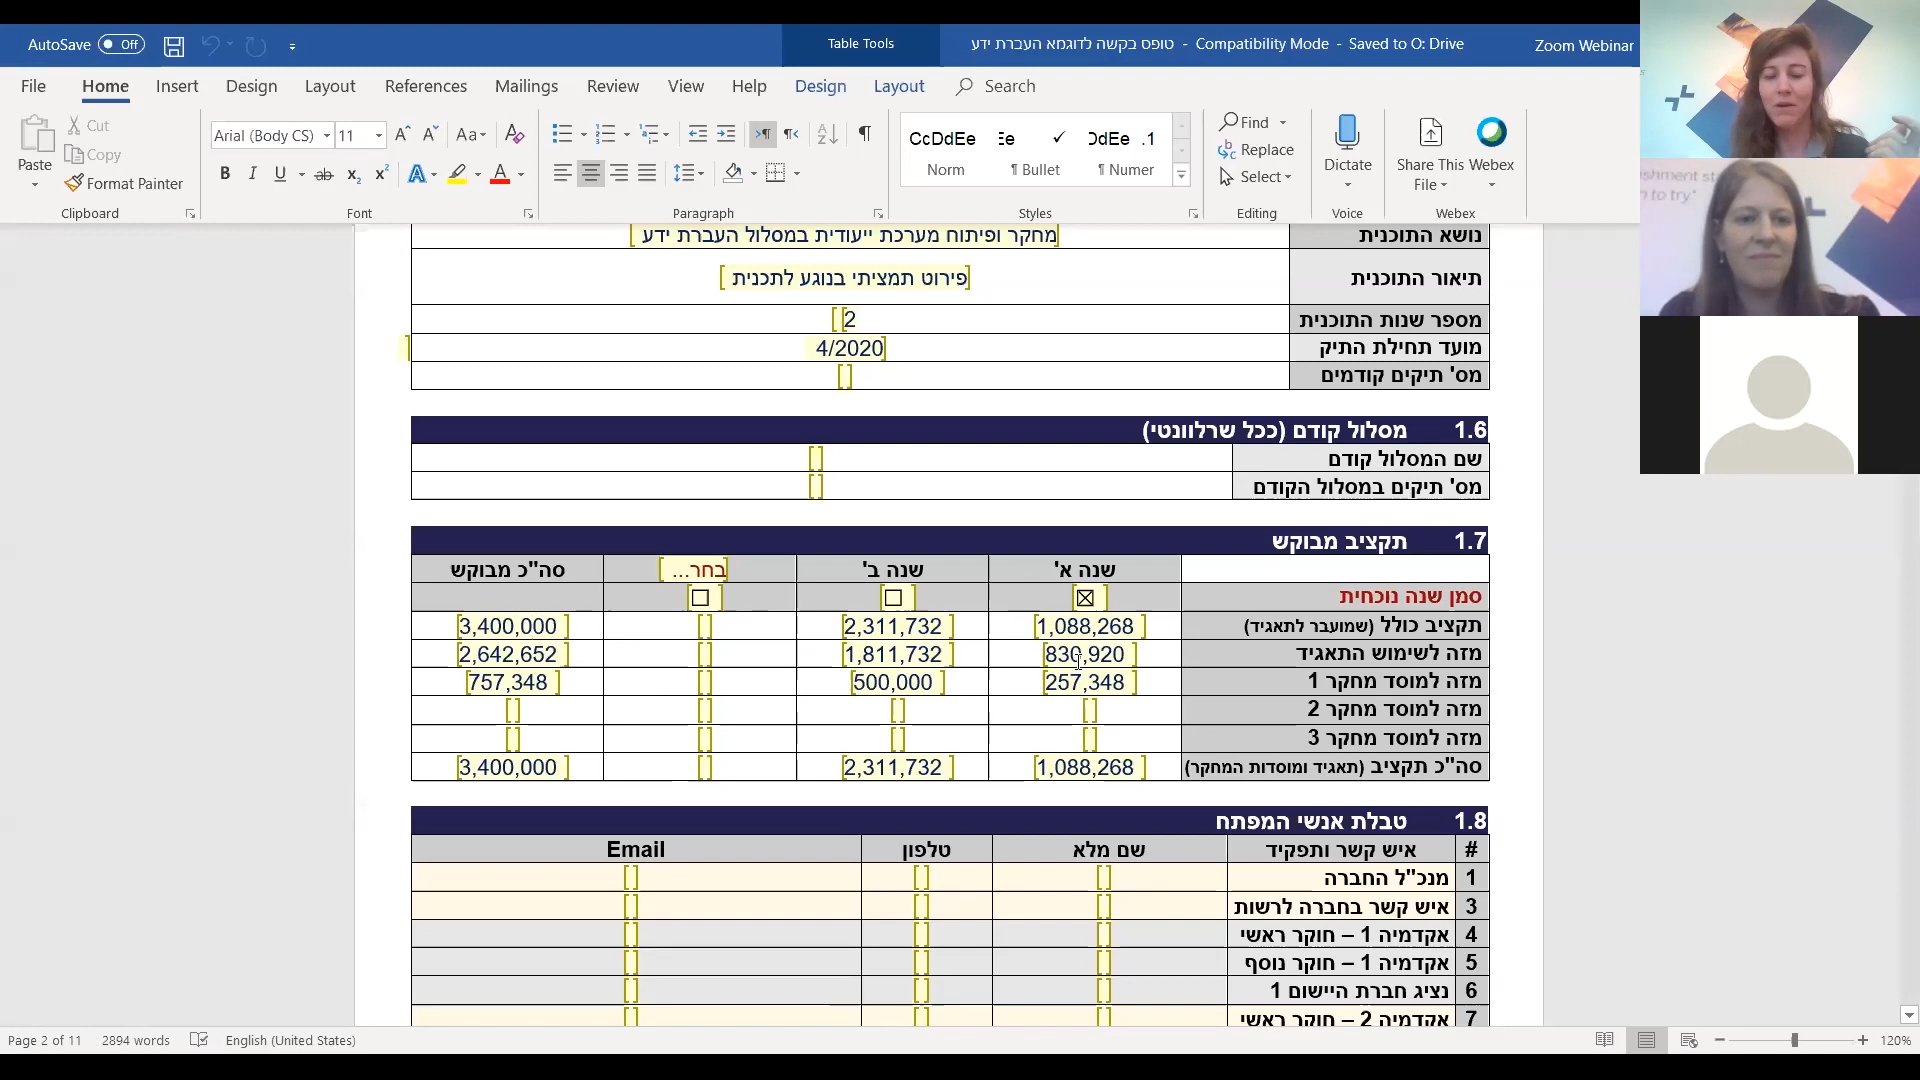 AutoSave Off
Table Tools
טופס בקשה לדוגמא העברת ידע - Compatibility Mode - Saved to O: Drive
Zoom Webinar
File Home Insert Design Layout References Mailings Review View Help Design Layout Search
Cut
Copy
Format Painter
Paste
Clipboard
Arial (Body CS) 11
Font
Paragraph
CcDdEe
Norm
¶ Bullet
¶ Numer
Styles
Find
Replace
Select
Editing
Dictate
Voice
Share This File
Webex
Webex
נושא התוכנית [מחקר ופיתוח מערכת ייעודית במסלול העברת ידע]
תיאור התוכנית [פירוט תמציתי בנוגע לתכנית]
מספר שנות התוכנית 2[]
מועד תחילת התיק 4/2020
מס' תיקים קודמים []
1.6 מסלול קודם (ככל שרלוונטי)
שם המסלול קודם []
מס' תיקים במסלול הקודם []
1.7 תקציב מבוקש
שנה א' שנה ב' [בחר...] סה"כ מבוקש
סמן שנה נוכחית ☒ ☐ ☐
תקציב כולל (שמועבר לתאגיד) [1,088,268] [2,311,732] [] [3,400,000]
מזה לשימוש התאגיד [830,920] [1,811,732] [] [2,642,652]
מזה למוסד מחקר 1 [257,348] [500,000] [] [757,348]
מזה למוסד מחקר 2 [] [] [] []
מזה למוסד מחקר 3 [] [] [] []
סה"כ תקציב (תאגיד ומוסדות המחקר) [1,088,268] [2,311,732] [] [3,400,000]
1.8 טבלת אנשי המפתח
# איש קשר ותפקיד שם מלא טלפון Email
1 מנכ"ל החברה [] [] []
3 איש קשר בחברה לרשות [] [] []
4 אקדמיה 1 – חוקר ראשי [] [] []
5 אקדמיה 1 – חוקר נוסף [] [] []
6 נציג חברת היישום 1 [] [] []
7 אקדמיה 2 – חוקר ראשי [] [] []
Page 2 of 11 2894 words English (United States) 120%